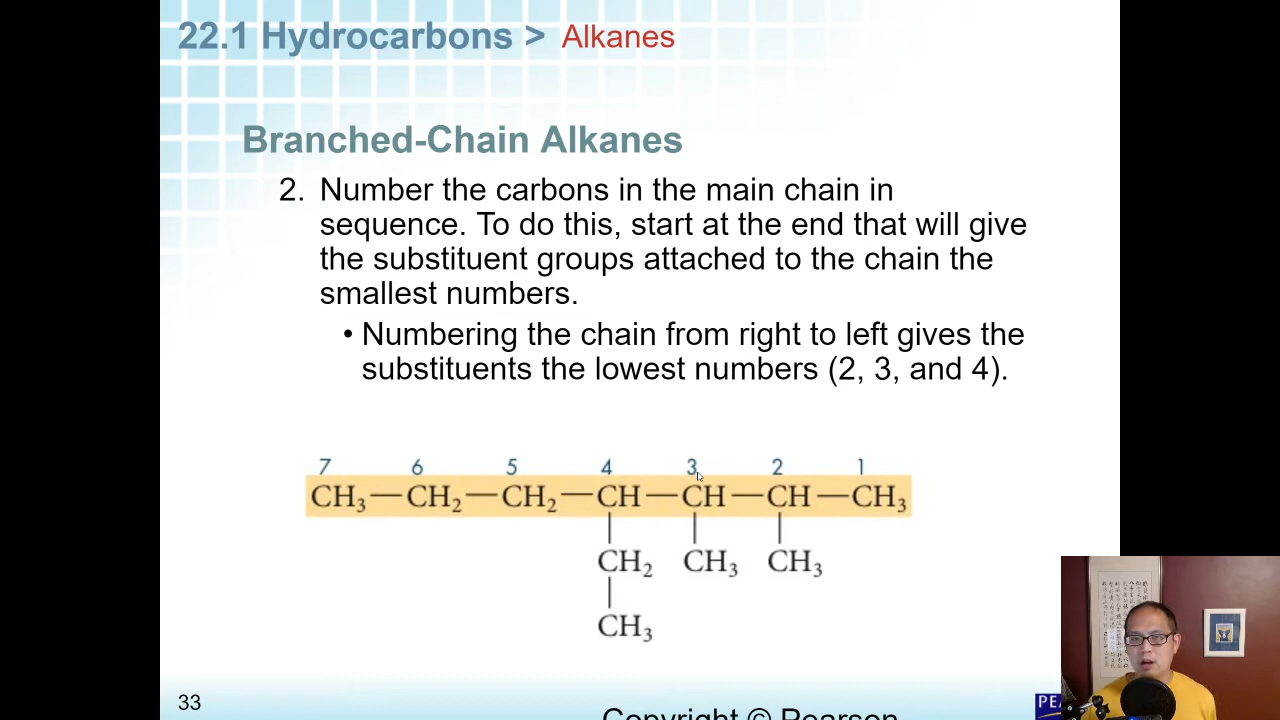 22.1 Hydrocarbons > Alkanes
Branched-Chain Alkanes
2. Number the carbons in the main chain in
sequence. To do this, start at the end that will give
the substituent groups attached to the chain the
smallest numbers.
• Numbering the chain from right to left gives the
substituents the lowest numbers (2, 3, and 4).
7 6 5 4 3 2 1
CH₃—CH₂—CH₂—CH—CH—CH—CH₃
CH₂ CH₃ CH₃
CH₃
33
Copyright © Pearson
PE